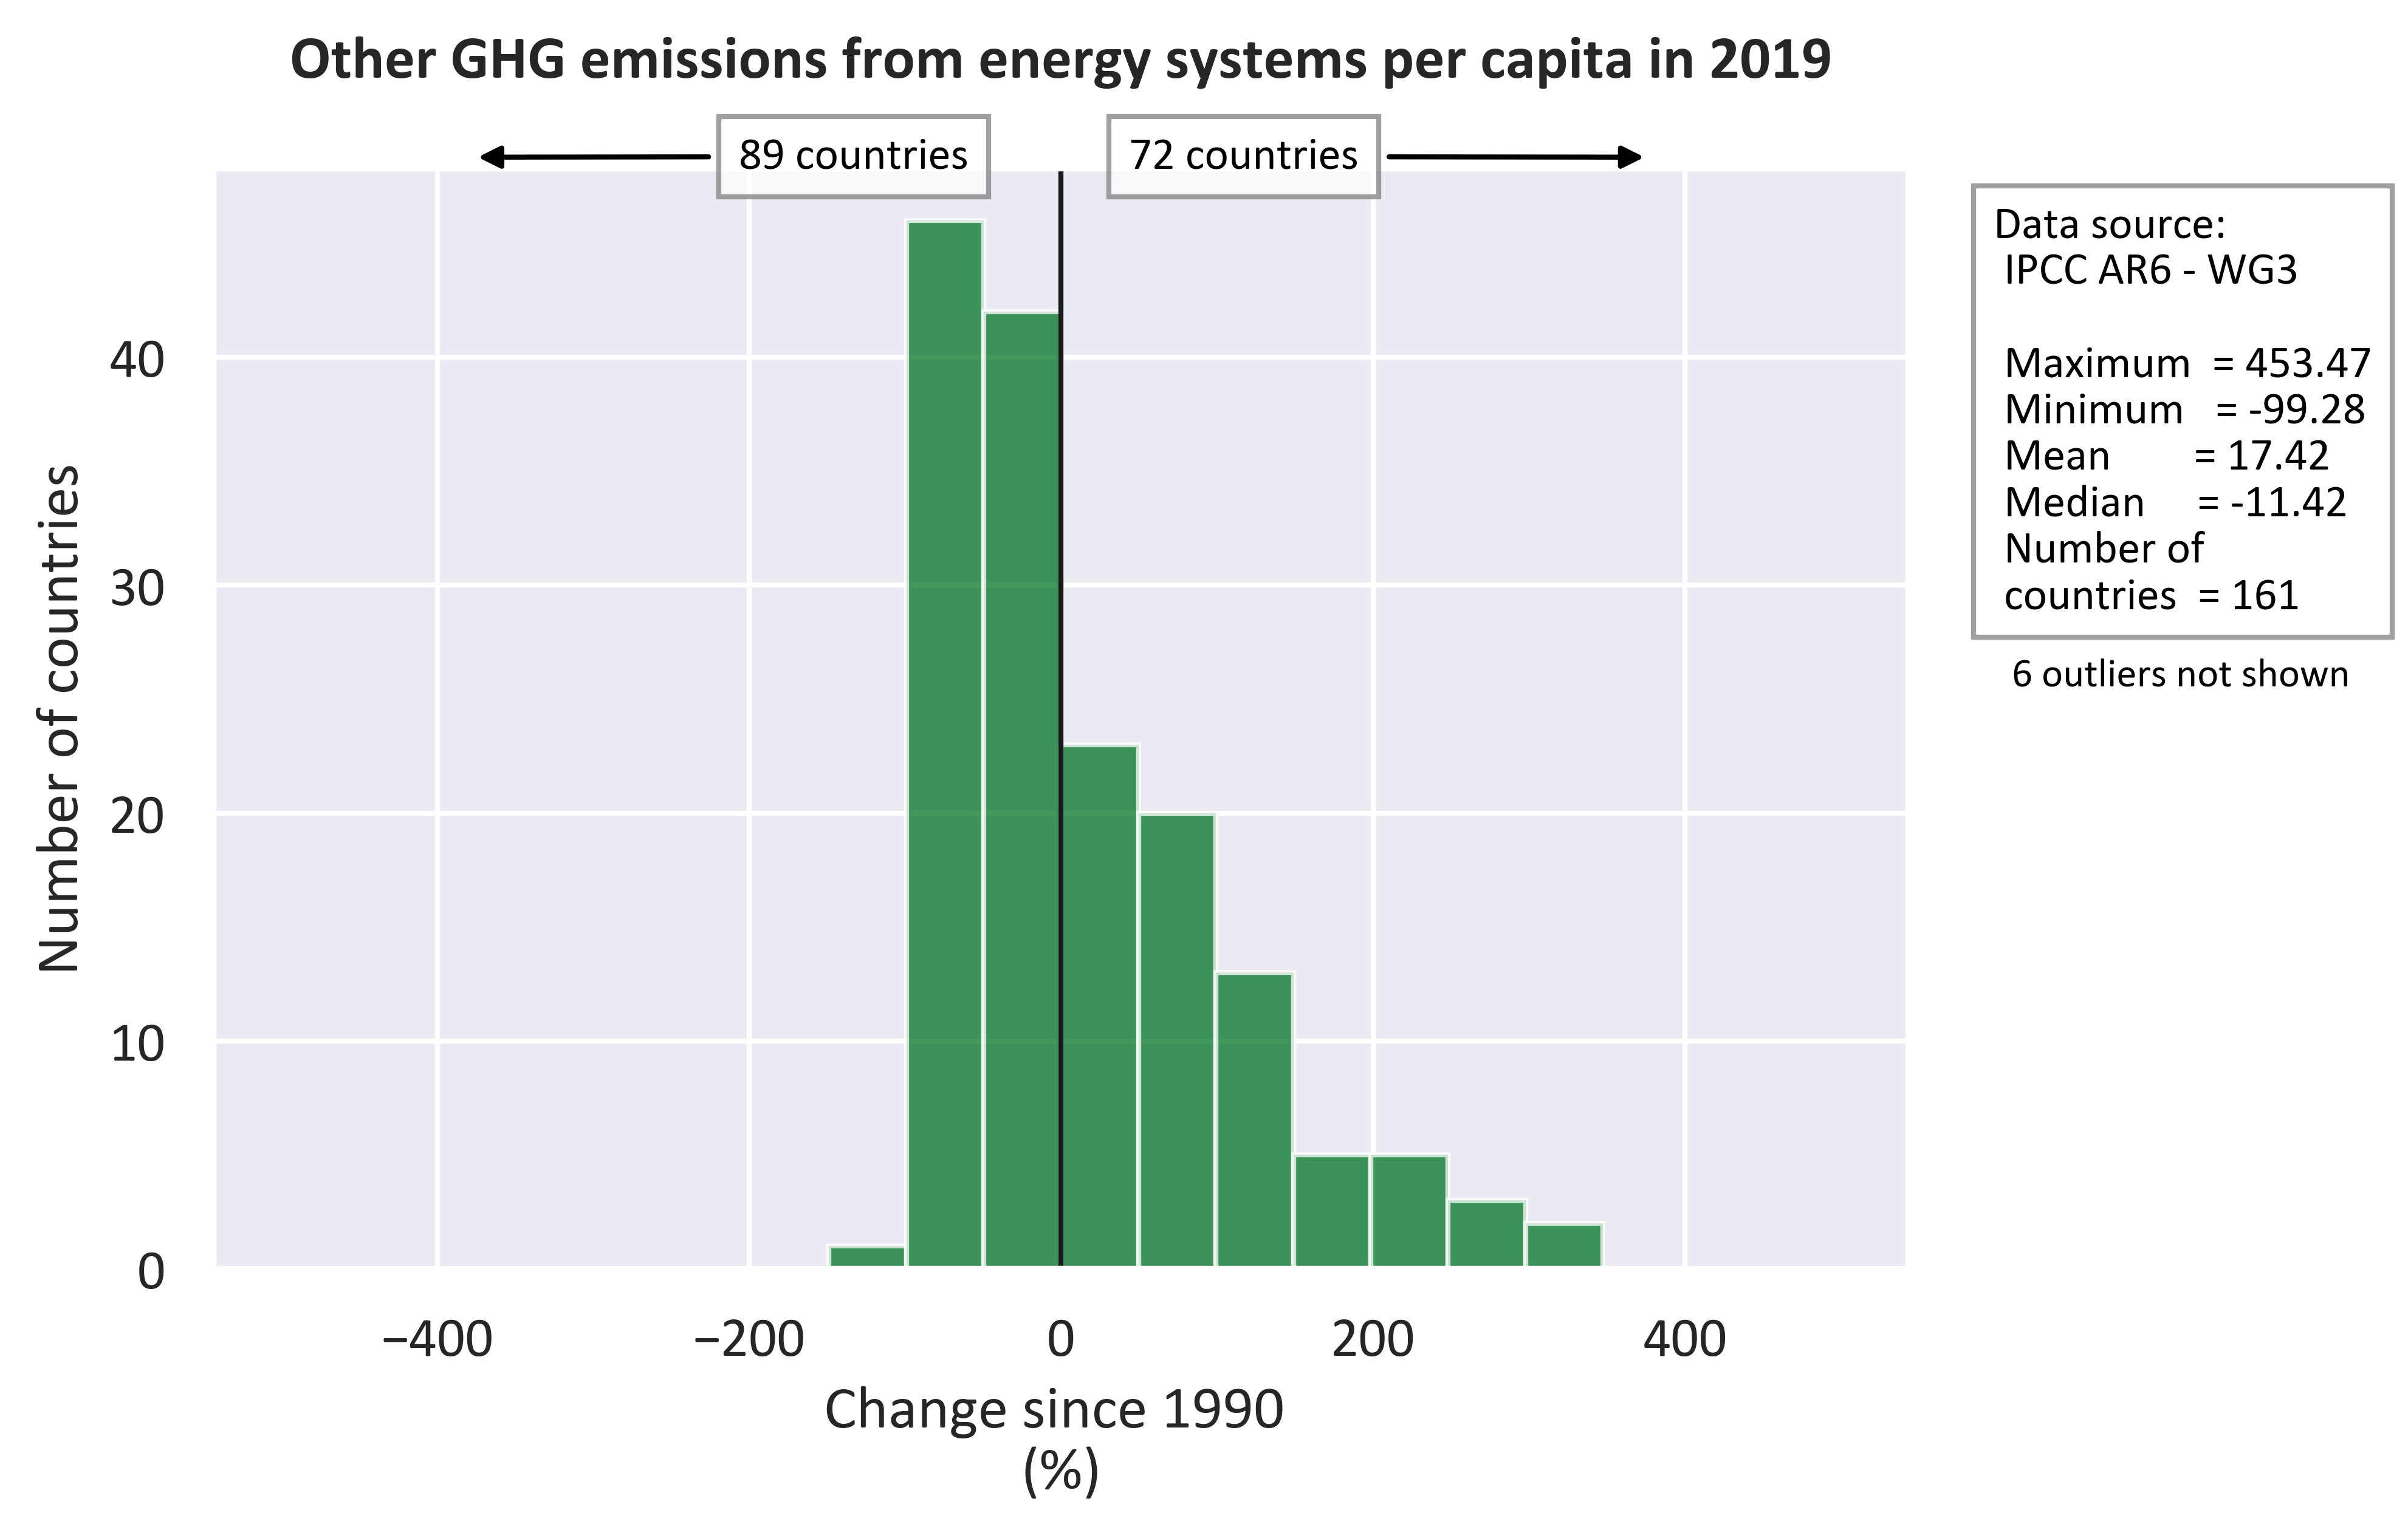 Other GHG emissions from energy systems per capita in 2019
89 countries
72 countries
Data source:
IPCC AR6 - WG3
Maximum = 453.47
Minimum = -99.28
Mean = 17.42
Median = -11.42
Number of
countries = 161
6 outliers not shown
Number of countries
40
30
20
10
0
−400
−200
0
200
400
Change since 1990
(%)